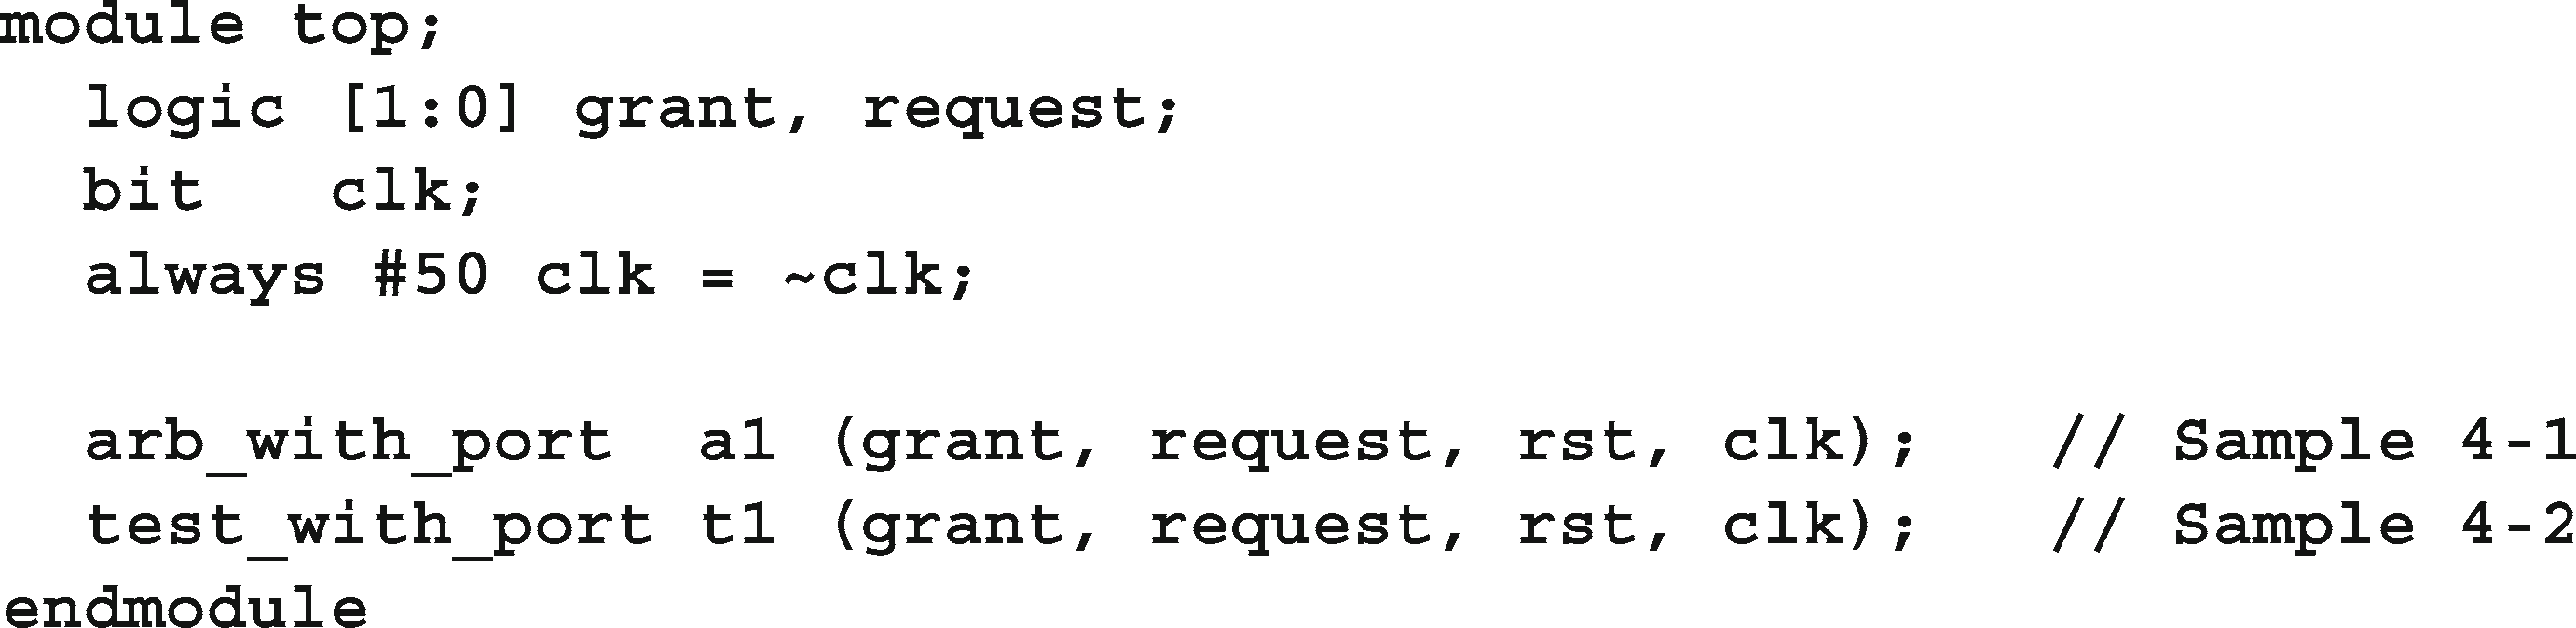 module top;
  logic [1:0] grant, request;
  bit   clk;
  always #50 clk = ~clk;

  arb_with_port  a1 (grant, request, rst, clk);   // Sample 4-1
  test_with_port t1 (grant, request, rst, clk);   // Sample 4-2
endmodule